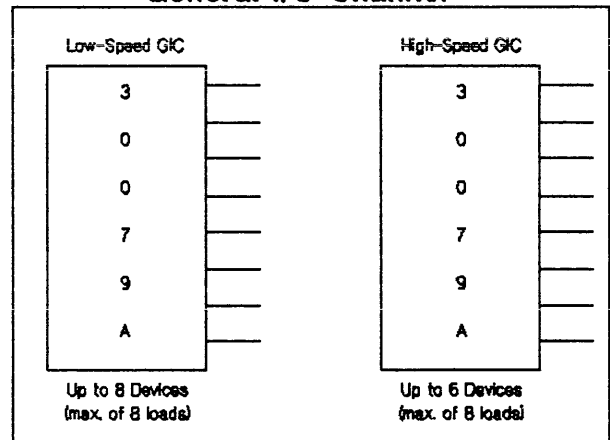 Low-Speed GIC
3
0
0
7
9
A
Up to 8 Devices
(max. of 8 loads)
High-Speed GIC
3
0
0
7
9
A
Up to 6 Devices
(max. of 8 loads)